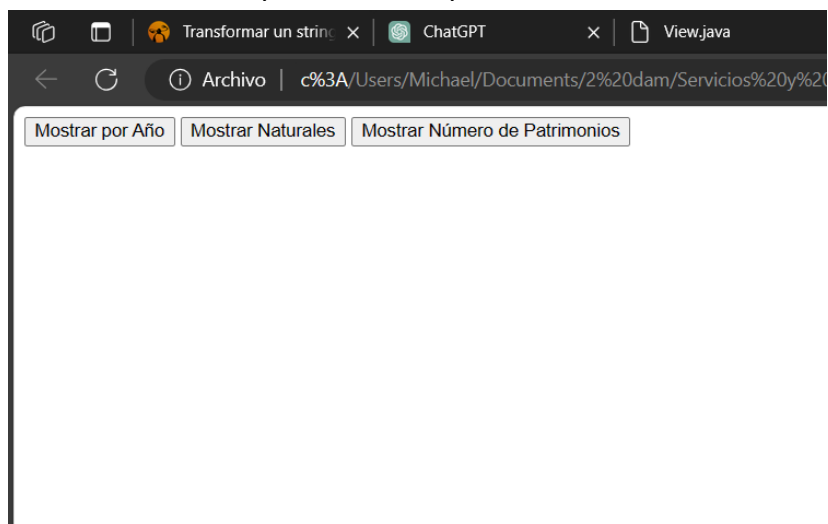 Transformar un string ChatGPT View.java
Archivo c%3A/Users/Michael/Documents/2%20dam/Servicios%20y%20
Mostrar por Año Mostrar Naturales Mostrar Número de Patrimonios